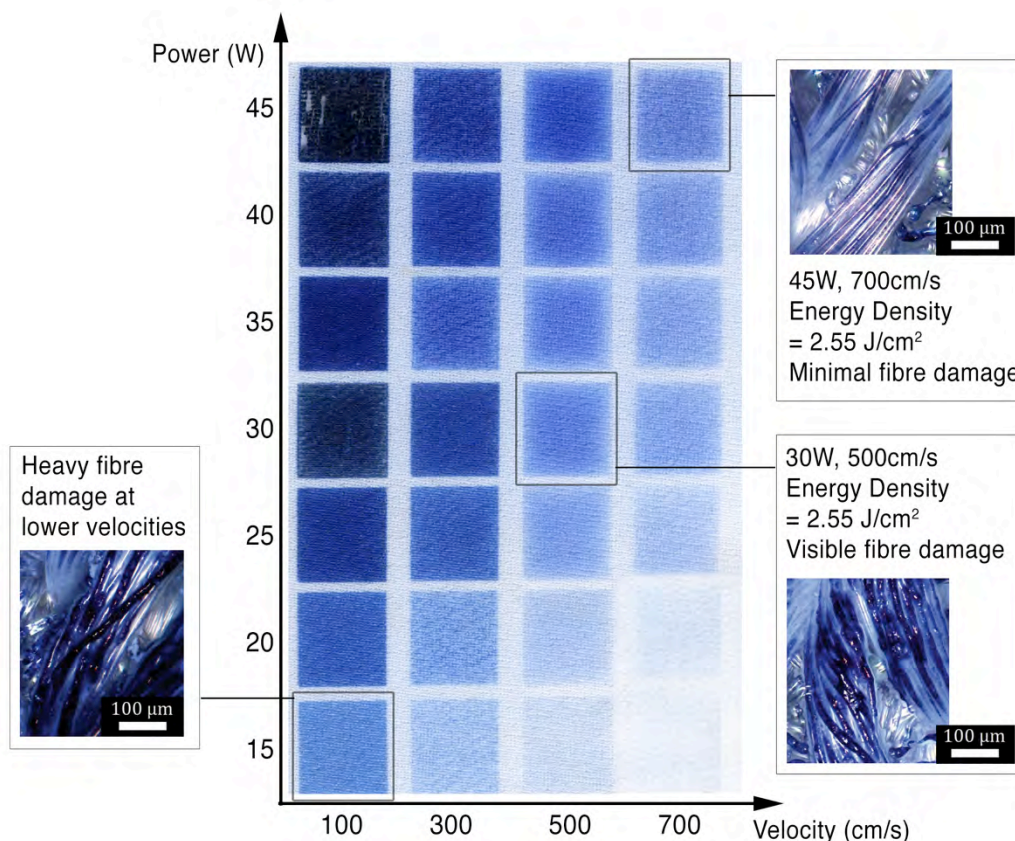 Power (W)
45
40
35
30
25
20
15
100
300
500
700
Velocity (cm/s)
Heavy fibre
damage at
lower velocities
100 μm
100 μm
45W, 700cm/s
Energy Density
= 2.55 J/cm²
Minimal fibre damage
30W, 500cm/s
Energy Density
= 2.55 J/cm²
Visible fibre damage
100 μm